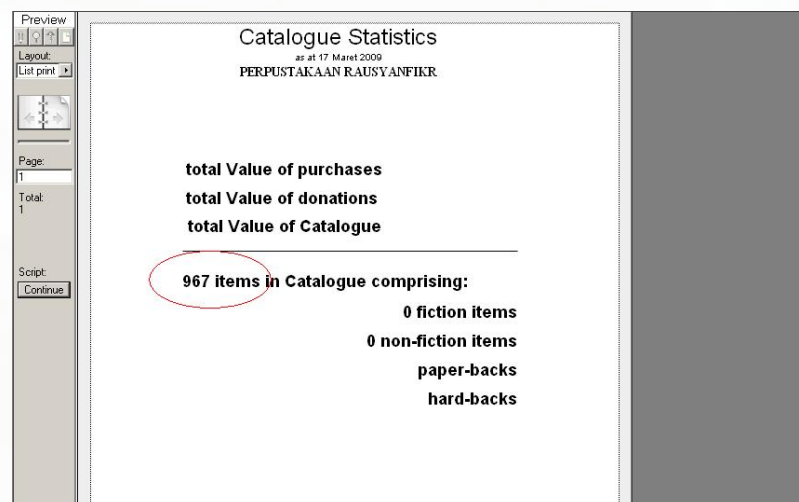 Preview
Layout:
List print
Page:
1
Total:
1
Script:
Continue
Catalogue Statistics
as at 17 Maret 2009
PERPUSTAKAAN RAUSYANFIKR
total Value of purchases
total Value of donations
total Value of Catalogue
967 items in Catalogue comprising:
0 fiction items
0 non-fiction items
paper-backs
hard-backs